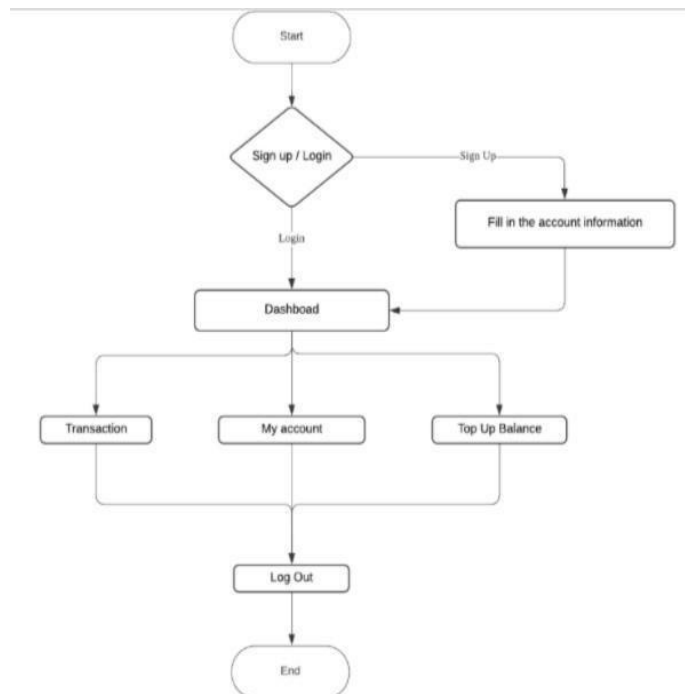 Start
Sign up / Login
Sign Up
Fill in the account information
Login
Dashboad
Transaction
My account
Top Up Balance
Log Out
End